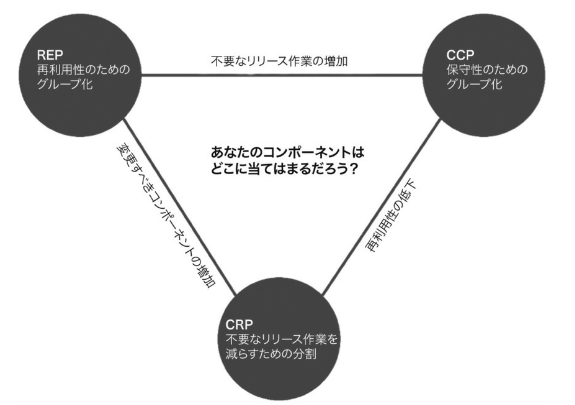 REP
再利用性のための
グループ化
不要なリリース作業の増加
CCP
保守性のための
グループ化
あなたのコンポーネントは
どこに当てはまるだろう？
変更すべきコンポーネントの増加
再利用性の低下
CRP
不要なリリース作業を
減らすための分割